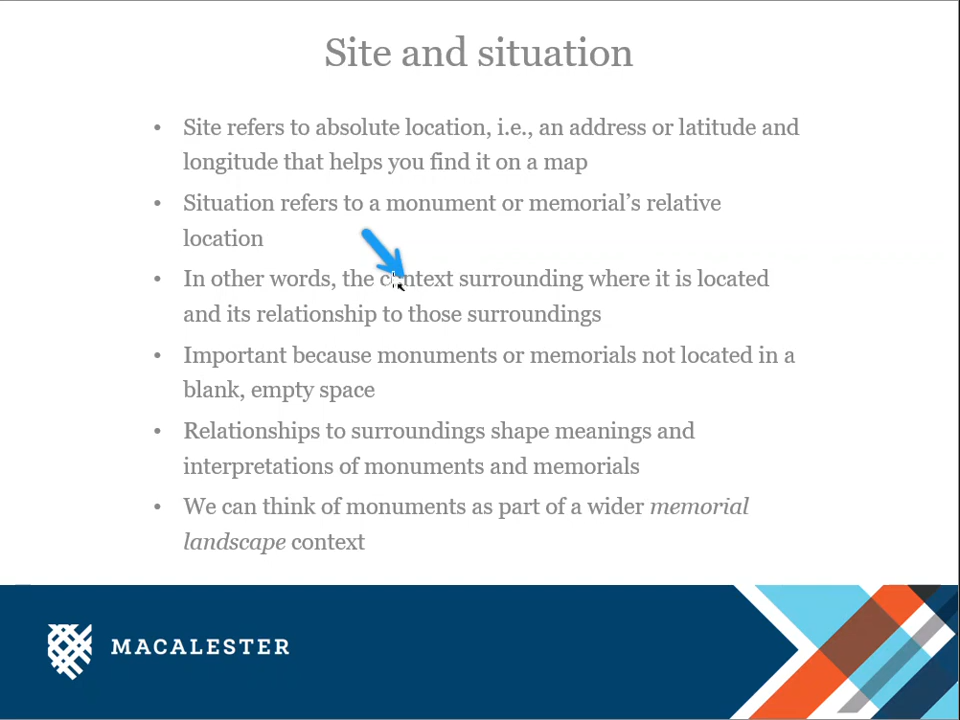 Site and situation
• Site refers to absolute location, i.e., an address or latitude and
longitude that helps you find it on a map
• Situation refers to a monument or memorial’s relative
location
• In other words, the context surrounding where it is located
and its relationship to those surroundings
• Important because monuments or memorials not located in a
blank, empty space
• Relationships to surroundings shape meanings and
interpretations of monuments and memorials
• We can think of monuments as part of a wider memorial
landscape context
MACALESTER